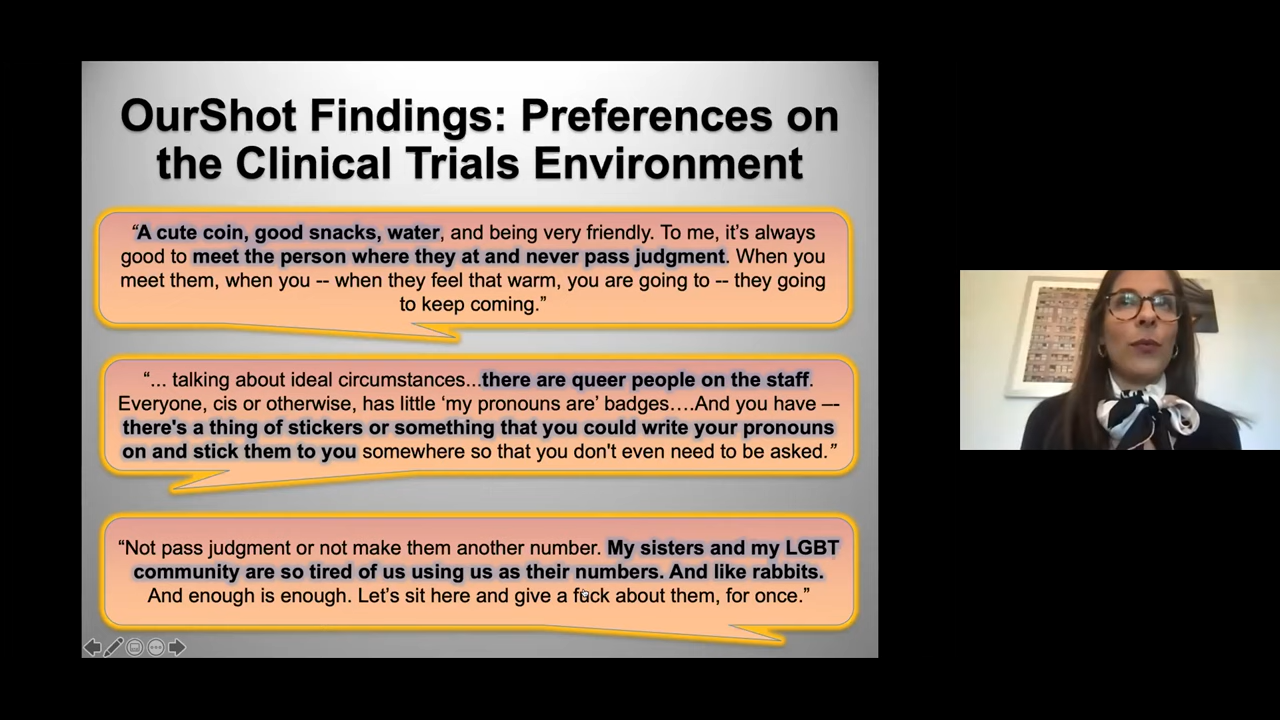 OurShot Findings: Preferences on
the Clinical Trials Environment
“A cute coin, good snacks, water, and being very friendly. To me, it’s always
good to meet the person where they at and never pass judgment. When you
meet them, when you -- when they feel that warm, you are going to -- they going
to keep coming.”
“... talking about ideal circumstances...there are queer people on the staff.
Everyone, cis or otherwise, has little ‘my pronouns are’ badges….And you have –-
there's a thing of stickers or something that you could write your pronouns
on and stick them to you somewhere so that you don't even need to be asked.”
“Not pass judgment or not make them another number. My sisters and my LGBT
community are so tired of us using us as their numbers. And like rabbits.
And enough is enough. Let’s sit here and give a fuck about them, for once.”